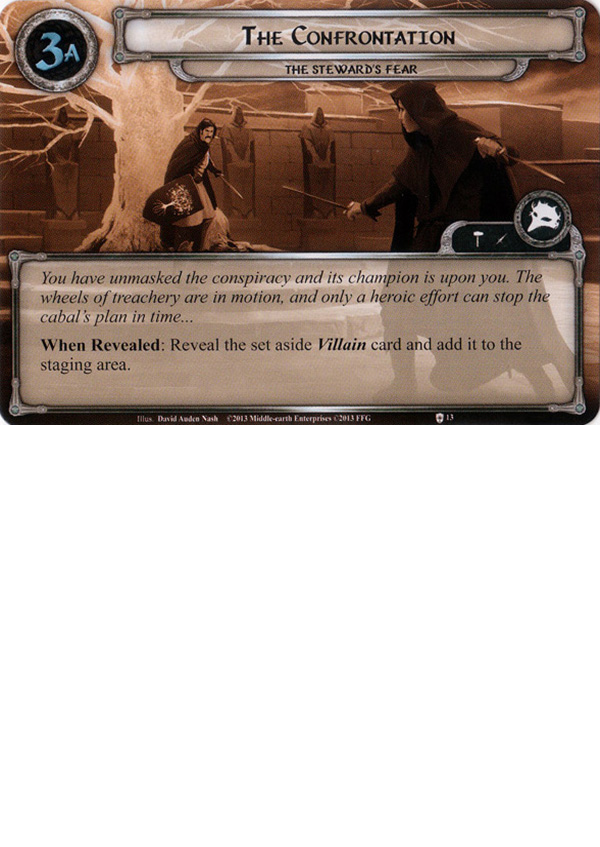 3A
THE CONFRONTATION
THE STEWARD'S FEAR
You have unmasked the conspiracy and its champion is upon you. The
wheels of treachery are in motion, and only a heroic effort can stop the
cabal's plan in time...
When Revealed: Reveal the set aside Villain card and add it to the
staging area.
Illus. David Auden Nash ©2013 Middle-earth Enterprises ©2013 FFG 13